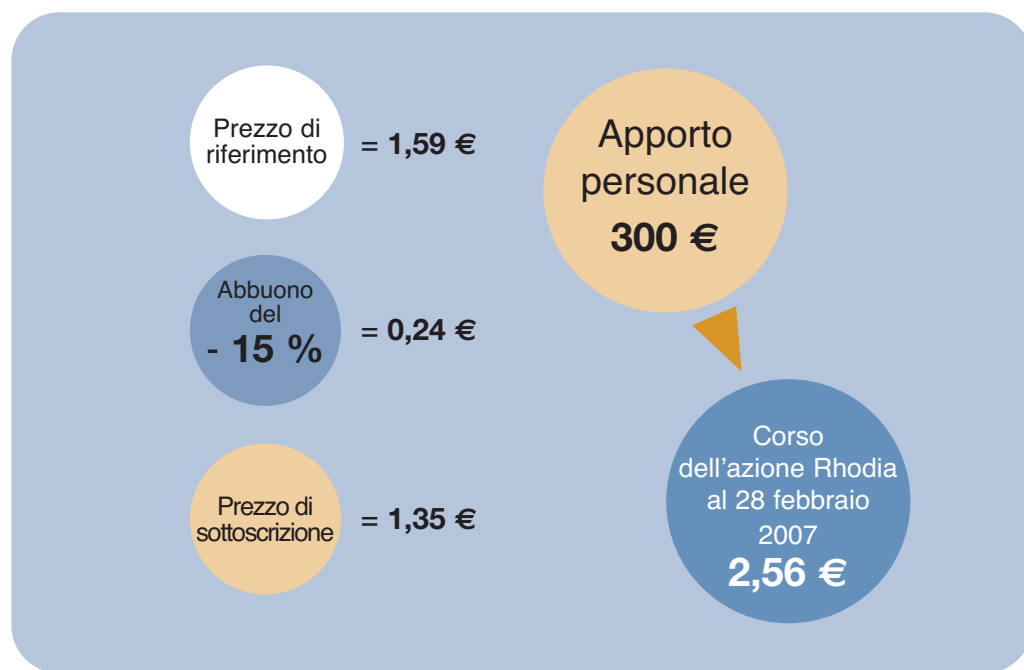 Prezzo di
riferimento
= 1,59 €
Abbuono
del
- 15 %
= 0,24 €
Prezzo di
sottoscrizione
= 1,35 €
Apporto
personale
300 €
Corso
dell’azione Rhodia
al 28 febbraio
2007
2,56 €